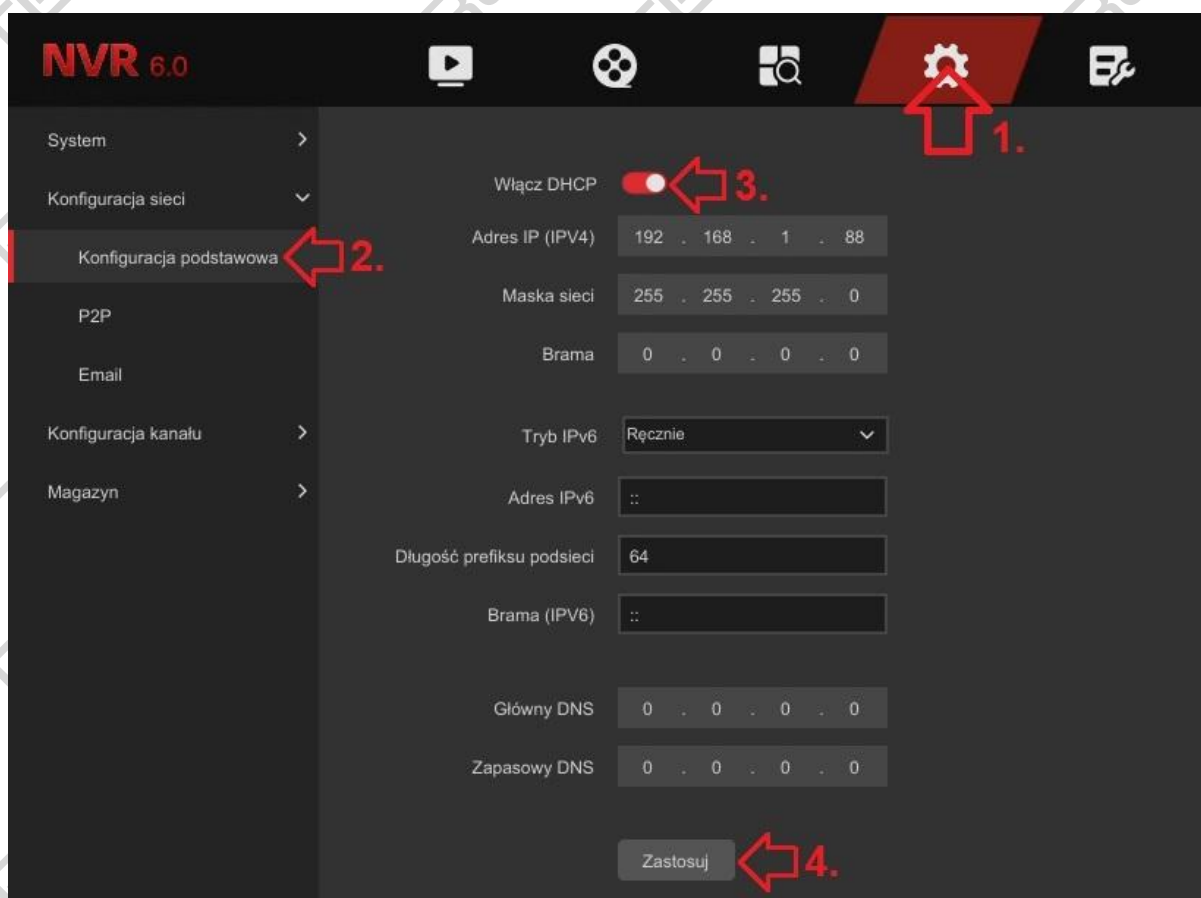 NVR 6.0
1.
System
Konfiguracja sieci
Konfiguracja podstawowa
2.
P2P
Email
Konfiguracja kanału
Magazyn
Włącz DHCP
3.
Adres IP (IPV4) 192 . 168 . 1 . 88
Maska sieci 255 . 255 . 255 . 0
Brama 0 . 0 . 0 . 0
Tryb IPv6 Ręcznie
Adres IPv6 ::
Długość prefiksu podsieci 64
Brama (IPV6) ::
Główny DNS 0 . 0 . 0 . 0
Zapasowy DNS 0 . 0 . 0 . 0
Zastosuj
4.